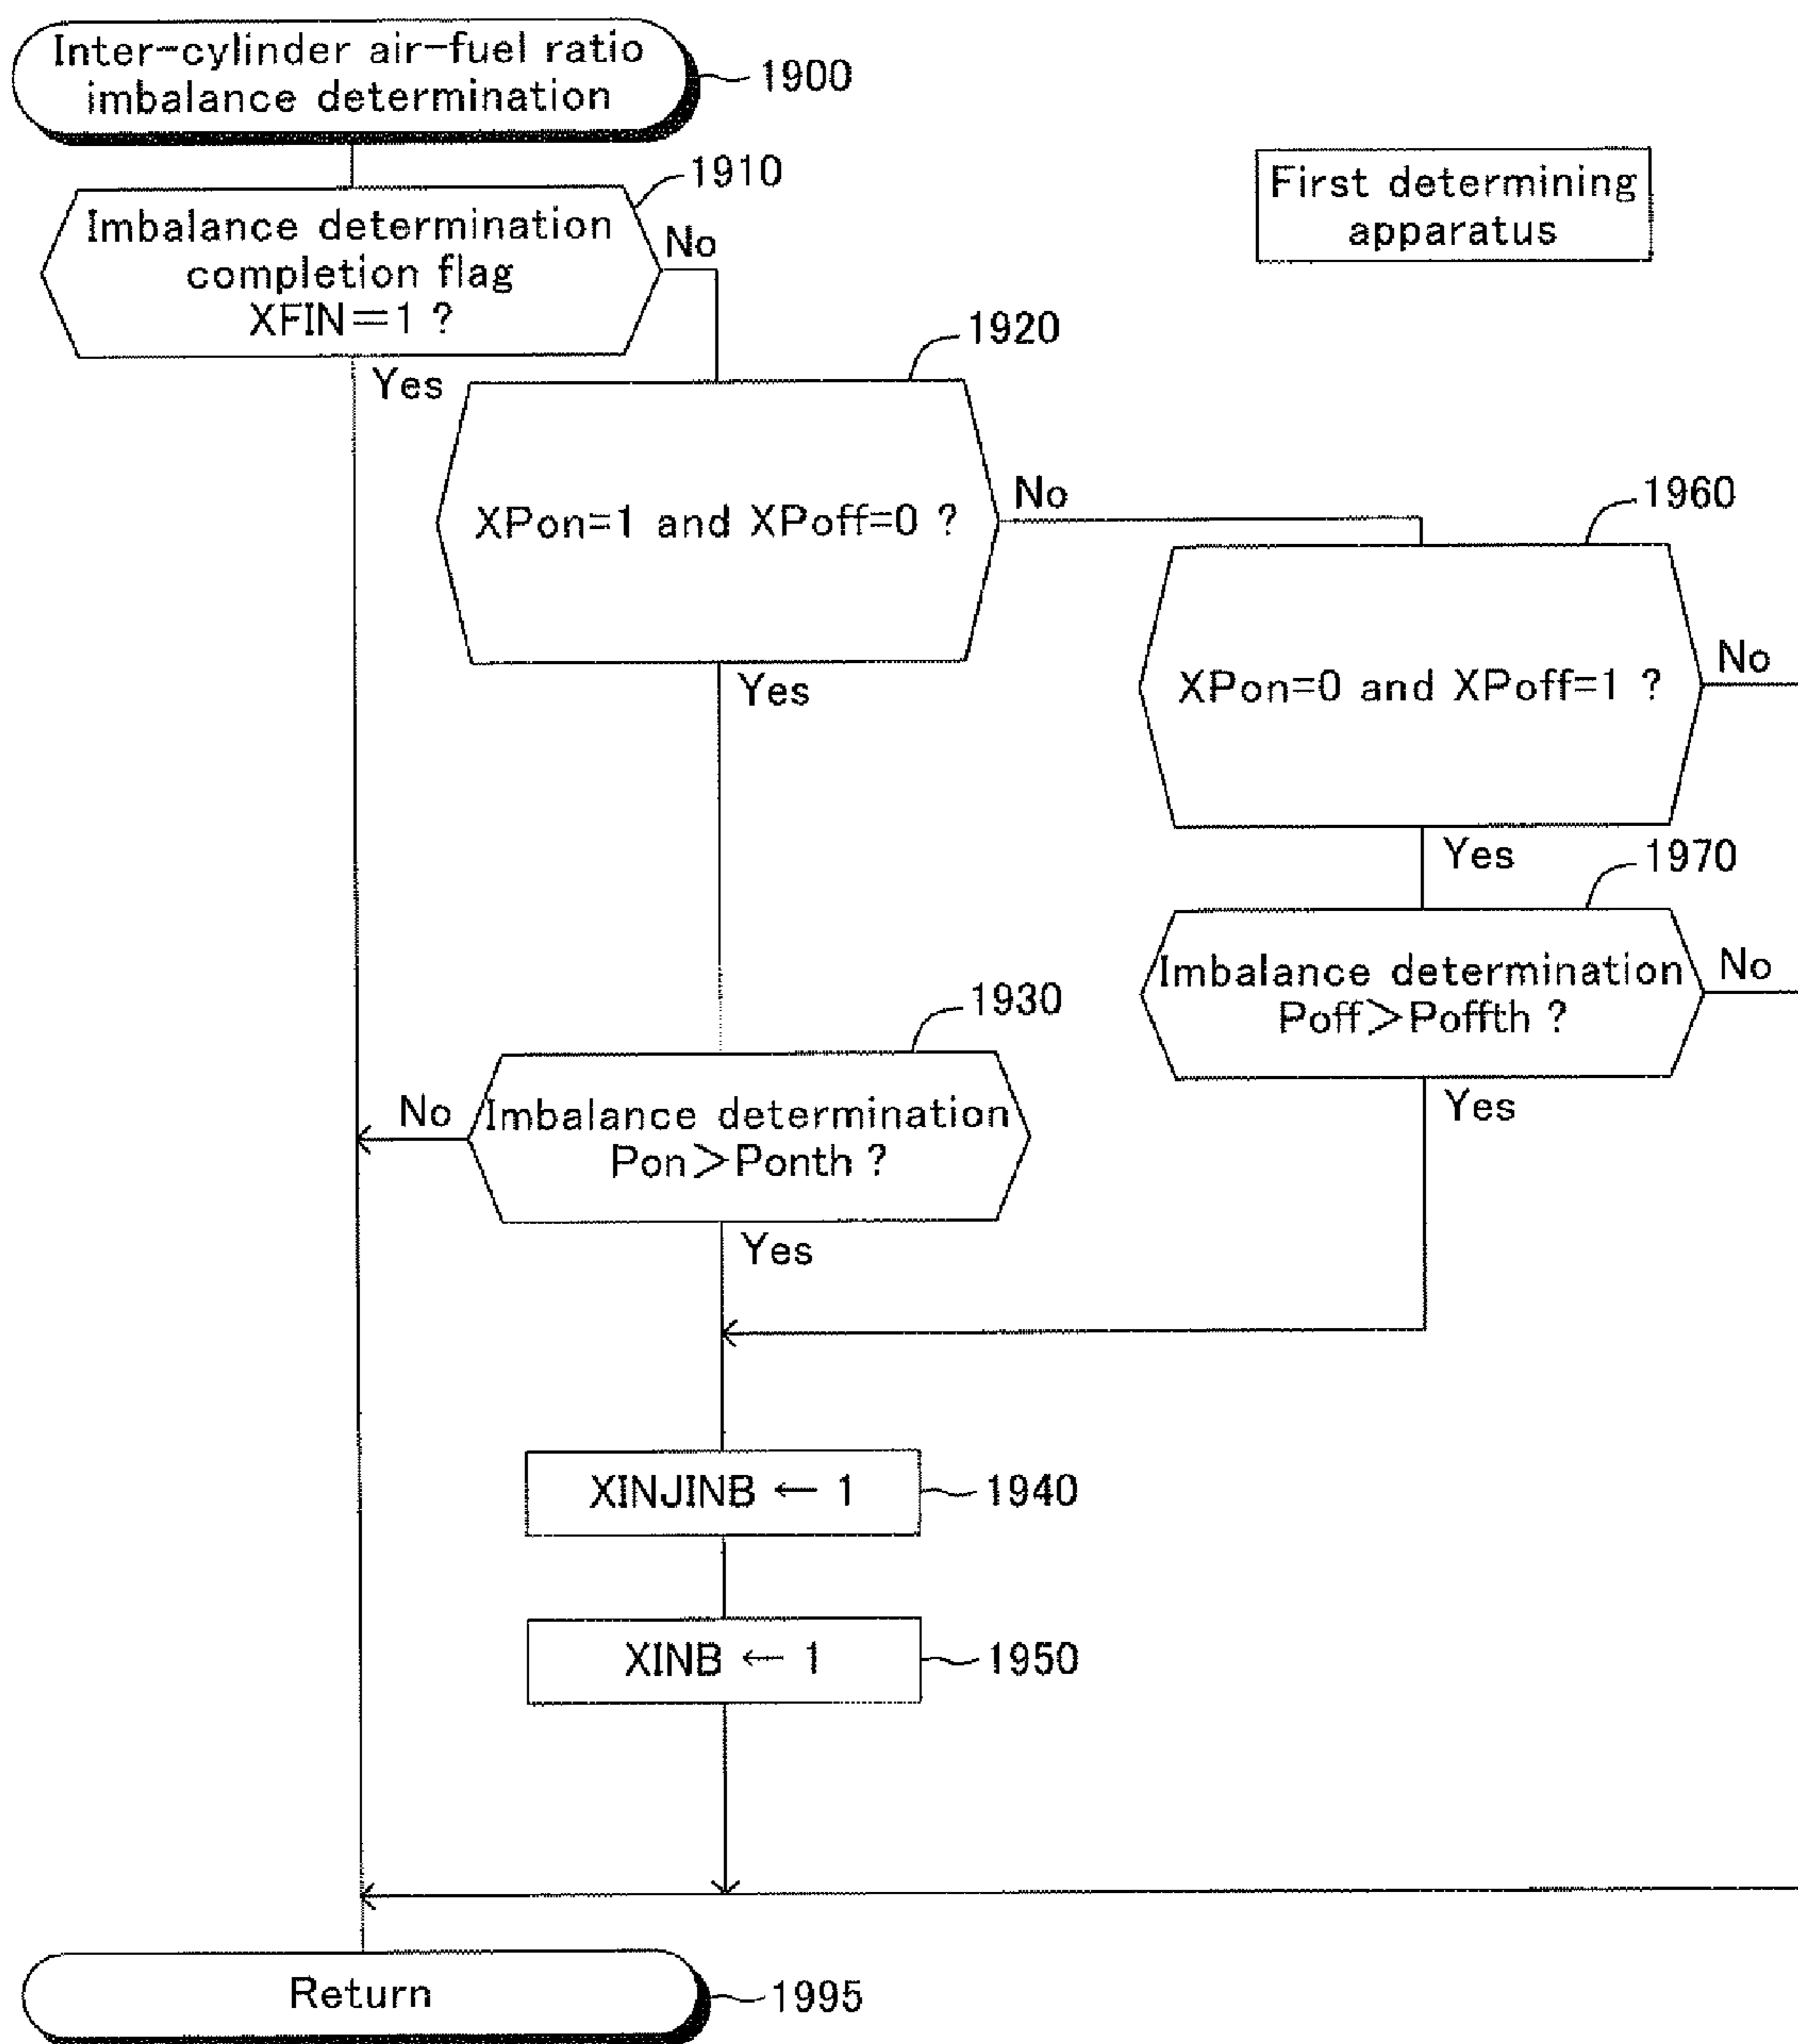 Inter-cylinder air-fuel ratio
imbalance determination
1900
First determining
apparatus
1910
Imbalance determination
completion flag
XFIN=1 ?
No
Yes
1920
XPon=1 and XPoff=0 ?
No
Yes
1960
XPon=0 and XPoff=1 ?
No
Yes
1970
Imbalance determination
Poff>Poffth ?
No
Yes
1930
Imbalance determination
Pon>Ponth ?
No
Yes
XINJINB ← 1
1940
XINB ← 1
1950
Return
1995